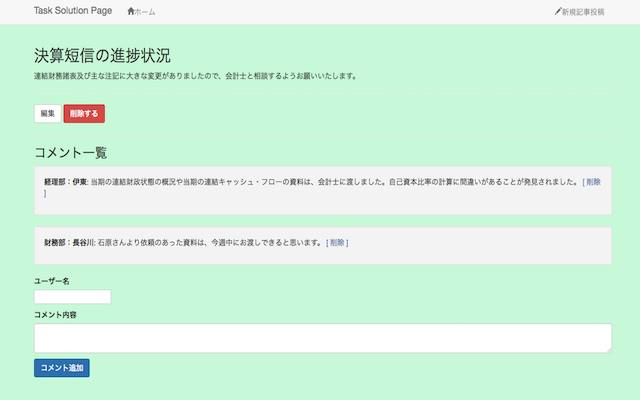 Task Solution Page ホーム 新規記事投稿
決算短信の進捗状況
連結財務諸表及び主な注記に大きな変更がありましたので、会計士と相談するようお願いいたします。
編集 削除する
コメント一覧
経理部：伊東: 当期の連結財政状態の概況や当期の連結キャッシュ・フローの資料は、会計士に渡しました。自己資本比率の計算に間違いがあることが発見されました。 [ 削除
]
財務部：長谷川: 石原さんより依頼のあった資料は、今週中にお渡しできると思います。 [ 削除 ]
ユーザー名
コメント内容
コメント追加